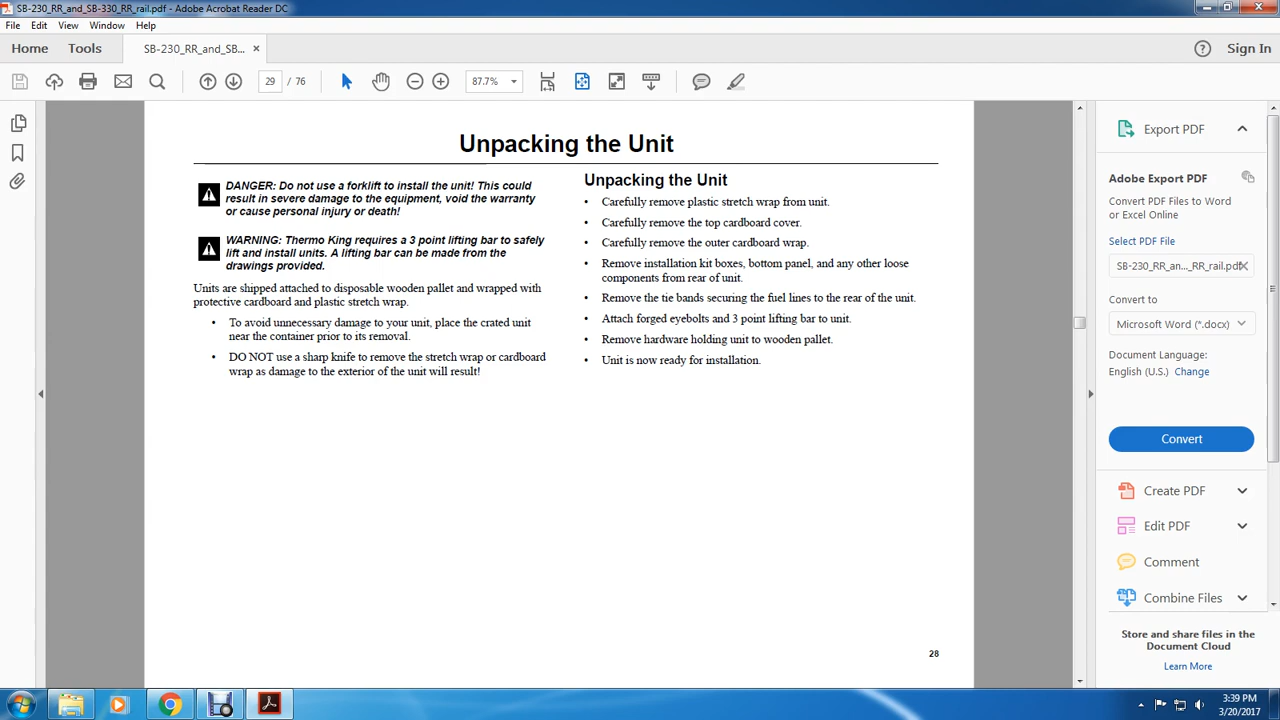 SB-230_RR_and_SB-330_RR_rail.pdf - Adobe Acrobat Reader DC
File Edit View Window Help
Home Tools SB-230_RR_and_SB... Sign In
29 / 76 87.7%
Unpacking the Unit
DANGER: Do not use a forklift to install the unit! This could
result in severe damage to the equipment, void the warranty
or cause personal injury or death!
WARNING: Thermo King requires a 3 point lifting bar to safely
lift and install units. A lifting bar can be made from the
drawings provided.
Units are shipped attached to disposable wooden pallet and wrapped with
protective cardboard and plastic stretch wrap.
• To avoid unnecessary damage to your unit, place the crated unit
near the container prior to its removal.
• DO NOT use a sharp knife to remove the stretch wrap or cardboard
wrap as damage to the exterior of the unit will result!
Unpacking the Unit
• Carefully remove plastic stretch wrap from unit.
• Carefully remove the top cardboard cover.
• Carefully remove the outer cardboard wrap.
• Remove installation kit boxes, bottom panel, and any other loose
components from rear of unit.
• Remove the tie bands securing the fuel lines to the rear of the unit.
• Attach forged eyebolts and 3 point lifting bar to unit.
• Remove hardware holding unit to wooden pallet.
• Unit is now ready for installation.
28
Export PDF
Adobe Export PDF
Convert PDF Files to Word
or Excel Online
Select PDF File
SB-230_RR_an..._RR_rail.pdf
Convert to
Microsoft Word (*.docx)
Document Language:
English (U.S.) Change
Convert
Create PDF
Edit PDF
Comment
Combine Files
Store and share files in the
Document Cloud
Learn More
3:39 PM
3/20/2017